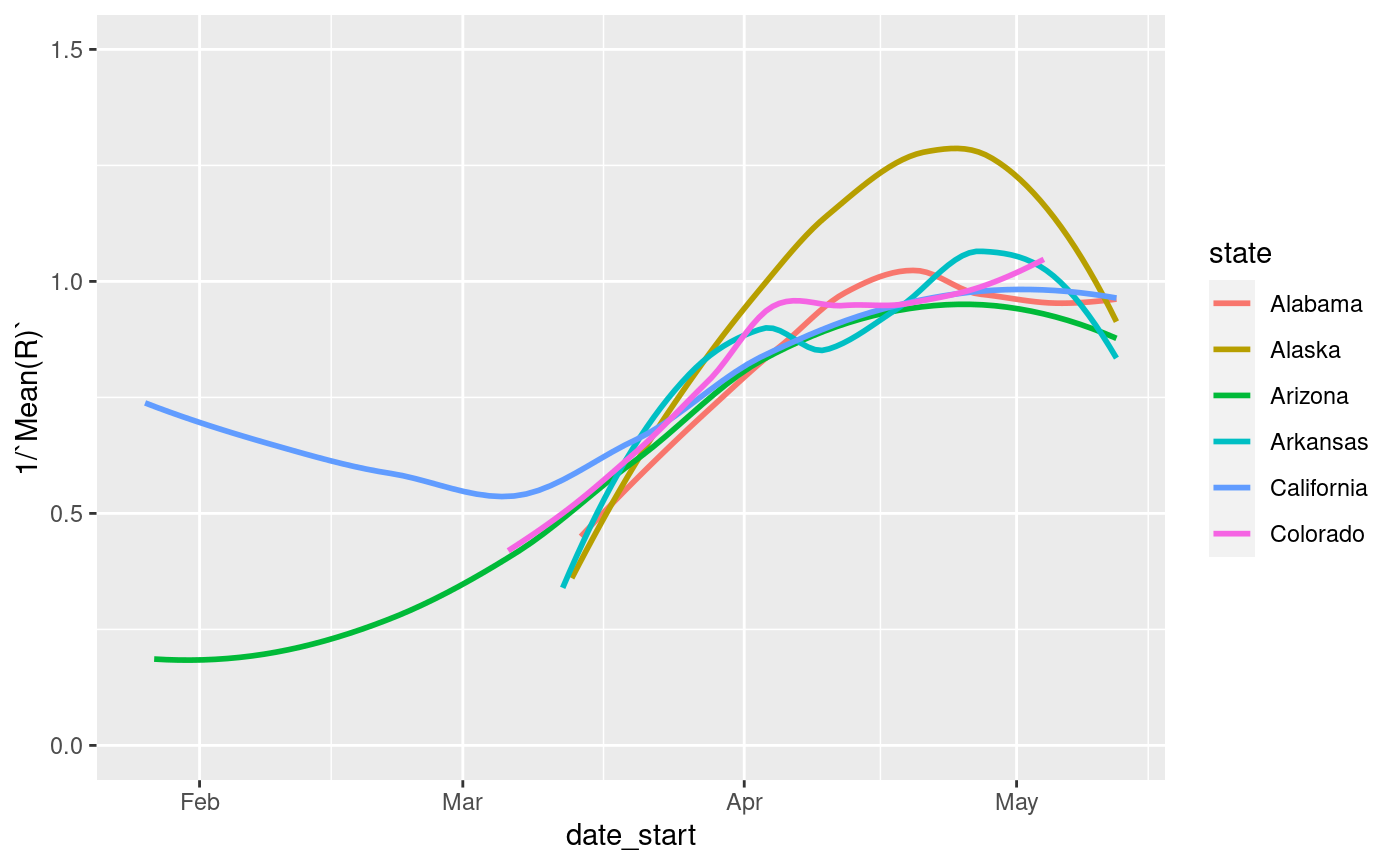 1.5
1.0
0.5
0.0
1/`Mean(R)`
Feb
Mar
Apr
May
date_start
state
Alabama
Alaska
Arizona
Arkansas
California
Colorado